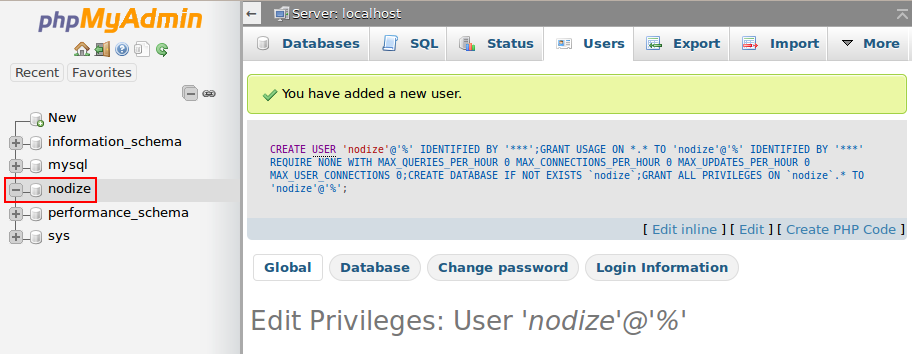 phpMyAdmin
Recent Favorites
New
information_schema
mysql
nodize
performance_schema
sys
Server: localhost
Databases SQL Status Users Export Import More
You have added a new user.
CREATE USER 'nodize'@'%' IDENTIFIED BY '***';GRANT USAGE ON *.* TO 'nodize'@'%' IDENTIFIED BY '***'
REQUIRE NONE WITH MAX_QUERIES_PER_HOUR 0 MAX_CONNECTIONS_PER_HOUR 0 MAX_UPDATES_PER_HOUR 0
MAX_USER_CONNECTIONS 0;CREATE DATABASE IF NOT EXISTS `nodize`;GRANT ALL PRIVILEGES ON `nodize`.* TO
'nodize'@'%';
[ Edit inline ] [ Edit ] [ Create PHP Code ]
Global Database Change password Login Information
Edit Privileges: User 'nodize'@'%'